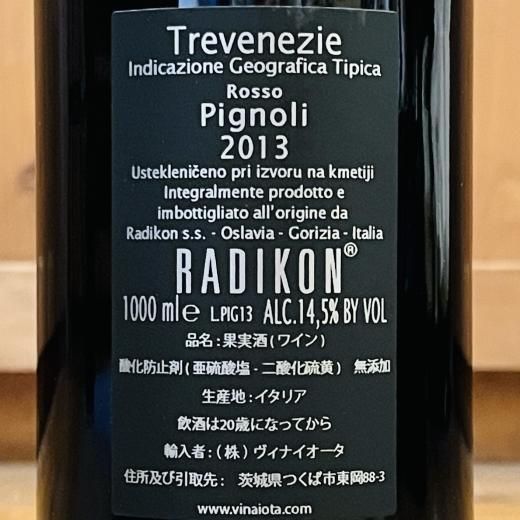 Trevenezie
Indicazione Geografica Tipica
Rosso
Pignoli
2013
Ustekleničeno pri izvoru na kmetiji
Integralmente prodotto e
imbottigliato all'origine da
Radikon s.s. - Oslavia - Gorizia - Italia
RADIKON®
1000 ml e L.PIG13 ALC.14,5% BY VOL
品名：果実酒(ワイン)
酸化防止剤(亜硫酸塩-二酸化硫黄) 無添加
生産地：イタリア
飲酒は20歳になってから
輸入者：(株)ヴィナイオータ
住所及び引取先： 茨城県つくば市東岡88-3
www.vinaiota.com